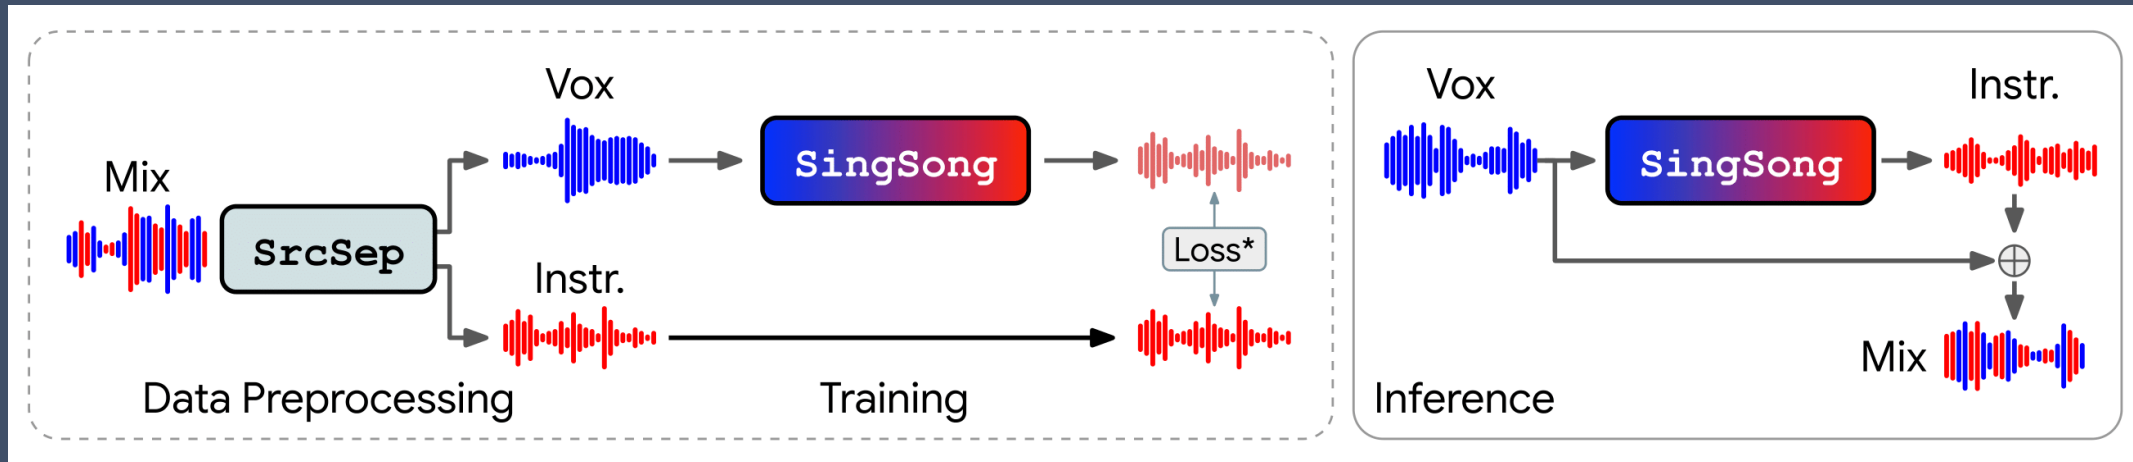 Mix
SrcSep
Vox
SingSong
Instr.
Loss*
Data Preprocessing
Training
Vox
SingSong
Instr.
Mix
Inference